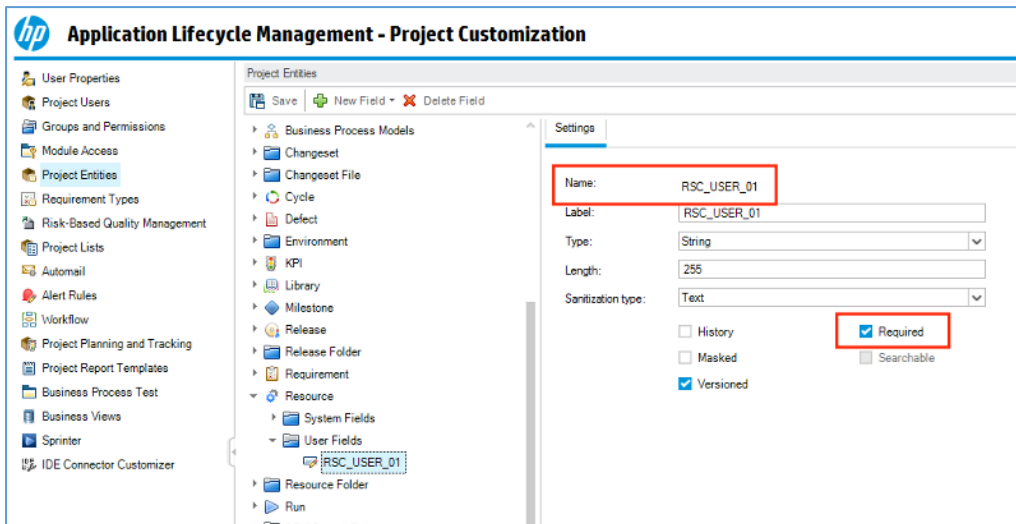 hp Application Lifecycle Management - Project Customization
User Properties
Project Users
Groups and Permissions
Module Access
Project Entities
Requirement Types
Risk-Based Quality Management
Project Lists
Automail
Alert Rules
Workflow
Project Planning and Tracking
Project Report Templates
Business Process Test
Business Views
Sprinter
IDE Connector Customizer
Project Entities
Save New Field Delete Field
Business Process Models
Changeset
Changeset File
Cycle
Defect
Environment
KPI
Library
Milestone
Release
Release Folder
Requirement
Resource
System Fields
User Fields
RSC_USER_01
Resource Folder
Run
Settings
Name: RSC_USER_01
Label: RSC_USER_01
Type: String
Length: 255
Sanitization type: Text
History Required
Masked Searchable
Versioned